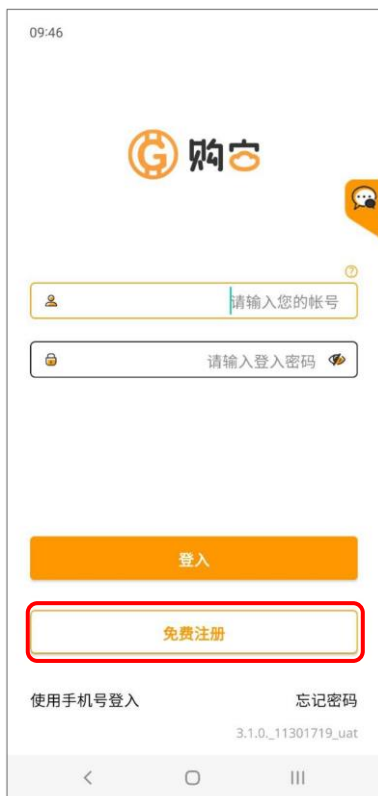 09:46
购宝
请输入您的帐号
请输入登入密码
登入
免费注册
使用手机号登入
忘记密码
3.1.0._11301719_uat